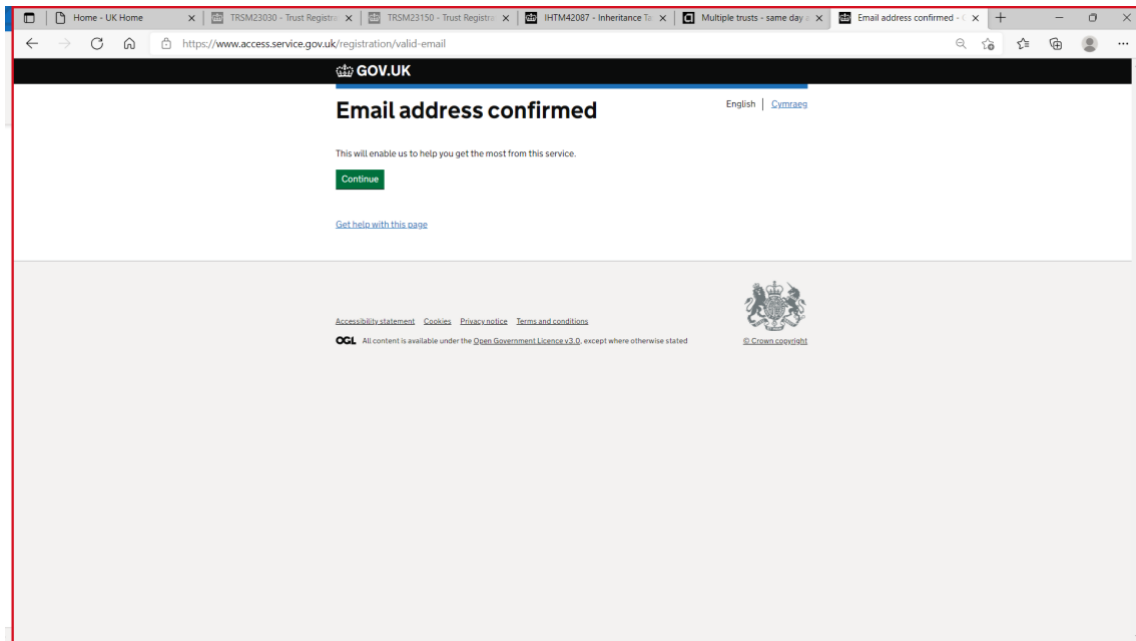 Home - UK Home
TRSM23030 - Trust Registra
TRSM23150 - Trust Registra
IHTM42087 - Inheritance Ta
Multiple trusts - same day a
Email address confirmed - G
https://www.access.service.gov.uk/registration/valid-email
GOV.UK
Email address confirmed
English | Cymraeg
This will enable us to help you get the most from this service.
Continue
Get help with this page
Accessibility statement Cookies Privacy notice Terms and conditions
OGL All content is available under the Open Government Licence v3.0, except where otherwise stated
© Crown copyright